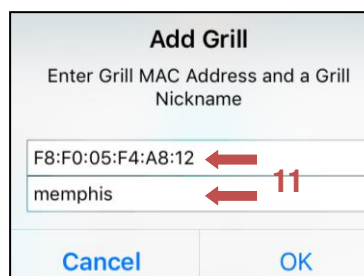 Add Grill
Enter Grill MAC Address and a Grill
Nickname
F8:F0:05:F4:A8:12
11
memphis
Cancel
OK